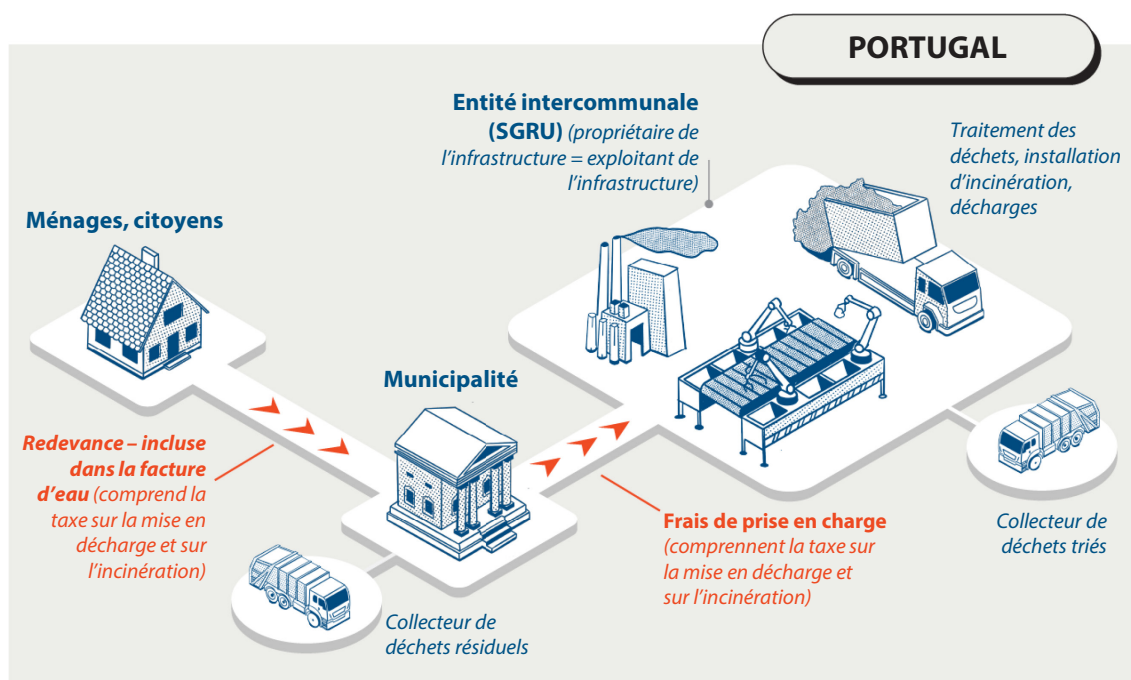 PORTUGAL
Entité intercommunale
(SGRU) (propriétaire de
l’infrastructure = exploitant de
l’infrastructure)
Traitement des
déchets, installation
d’incinération,
décharges
Ménages, citoyens
Municipalité
Redevance – incluse
dans la facture
d’eau (comprend la
taxe sur la mise en
décharge et sur
l’incinération)
Frais de prise en charge
(comprennent la taxe sur
la mise en décharge et
sur l’incinération)
Collecteur de
déchets triés
Collecteur de
déchets résiduels